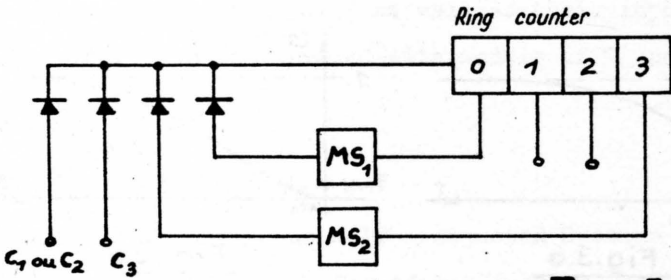 Ring counter
0 1 2 3
MS₁
MS₂
C₁ ou C₂ C₃